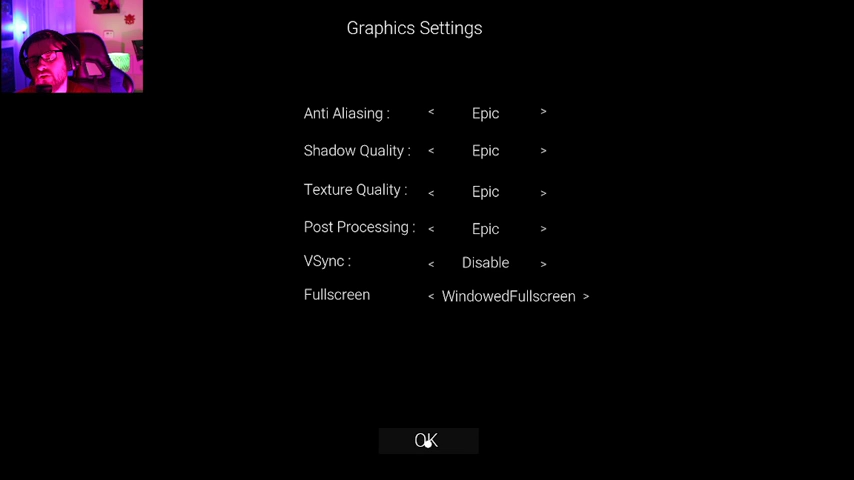 Graphics Settings
Anti Aliasing : < Epic >
Shadow Quality : < Epic >
Texture Quality : < Epic >
Post Processing : < Epic >
VSync : < Disable >
Fullscreen < WindowedFullscreen >
OK